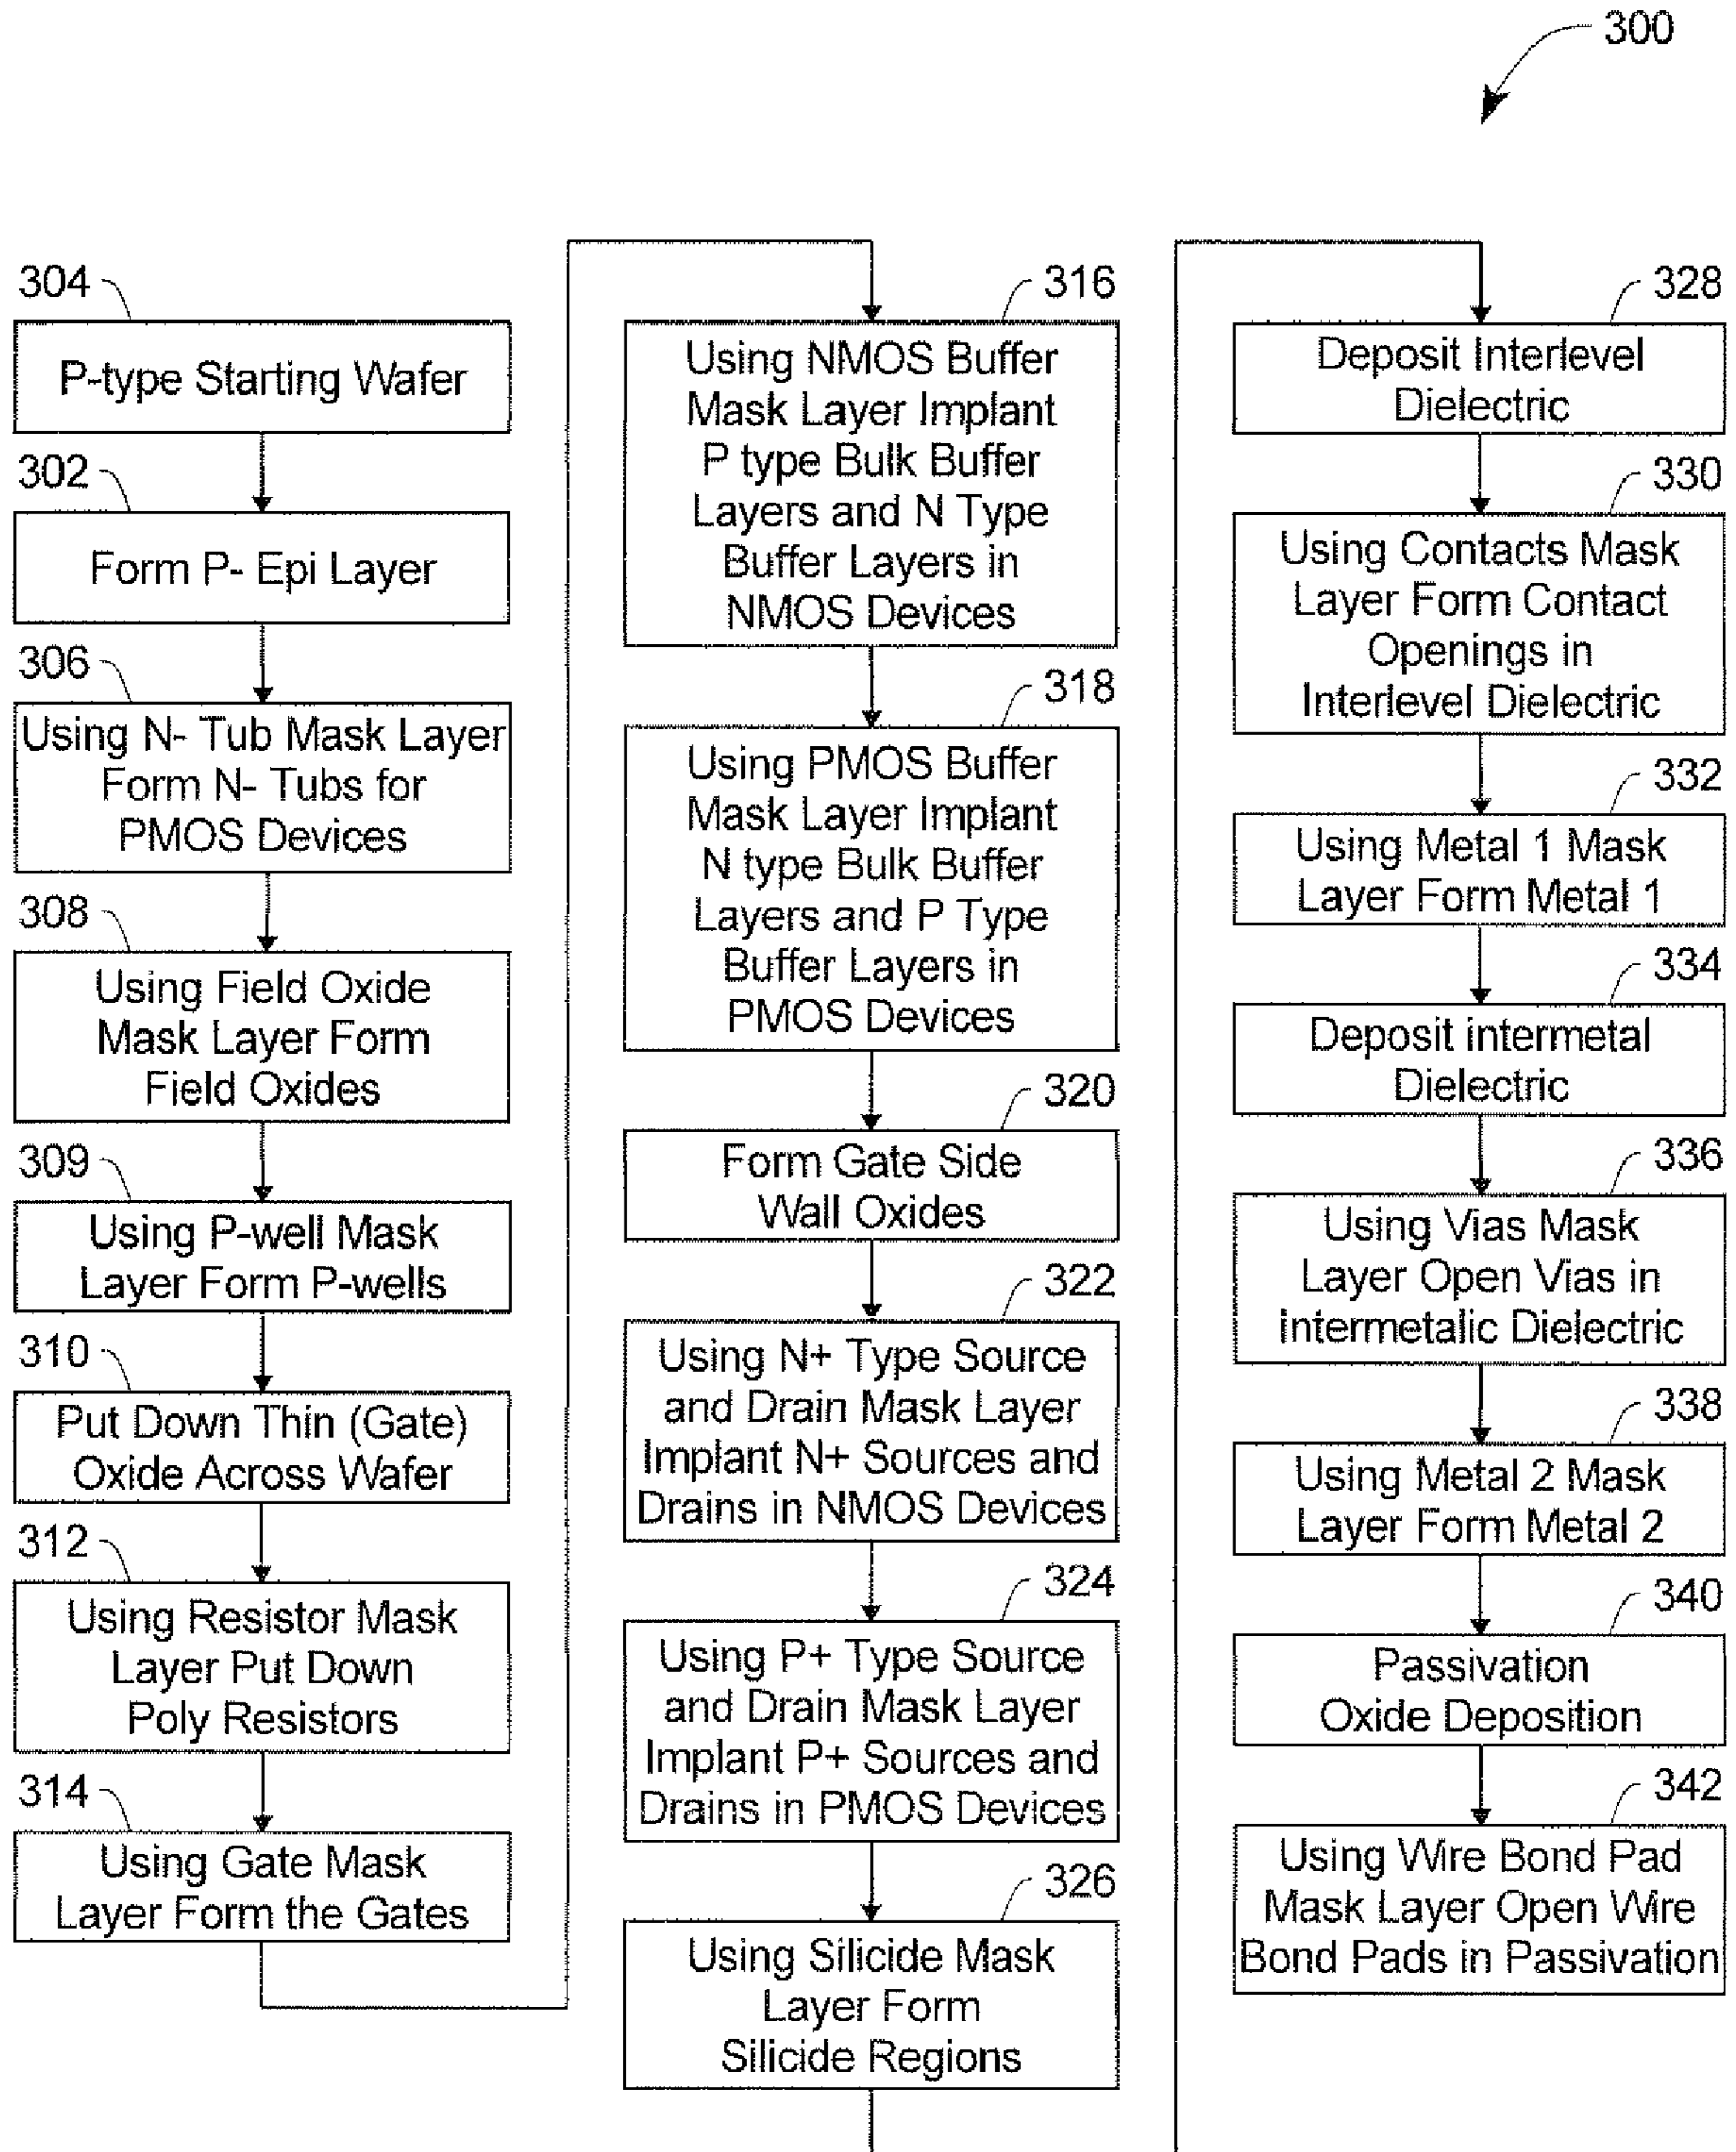 300
304
P-type Starting Wafer
302
Form P- Epi Layer
306
Using N- Tub Mask Layer
Form N- Tubs for
PMOS Devices
308
Using Field Oxide
Mask Layer Form
Field Oxides
309
Using P-well Mask
Layer Form P-wells
310
Put Down Thin (Gate)
Oxide Across Wafer
312
Using Resistor Mask
Layer Put Down
Poly Resistors
314
Using Gate Mask
Layer Form the Gates
316
Using NMOS Buffer
Mask Layer Implant
P type Bulk Buffer
Layers and N Type
Buffer Layers in
NMOS Devices
318
Using PMOS Buffer
Mask Layer Implant
N type Bulk Buffer
Layers and P Type
Buffer Layers in
PMOS Devices
320
Form Gate Side
Wall Oxides
322
Using N+ Type Source
and Drain Mask Layer
Implant N+ Sources and
Drains in NMOS Devices
324
Using P+ Type Source
and Drain Mask Layer
Implant P+ Sources and
Drains in PMOS Devices
326
Using Silicide Mask
Layer Form
Silicide Regions
328
Deposit Interlevel
Dielectric
330
Using Contacts Mask
Layer Form Contact
Openings in
Interlevel Dielectric
332
Using Metal 1 Mask
Layer Form Metal 1
334
Deposit intermetal
Dielectric
336
Using Vias Mask
Layer Open Vias in
intermetalic Dielectric
338
Using Metal 2 Mask
Layer Form Metal 2
340
Passivation
Oxide Deposition
342
Using Wire Bond Pad
Mask Layer Open Wire
Bond Pads in Passivation